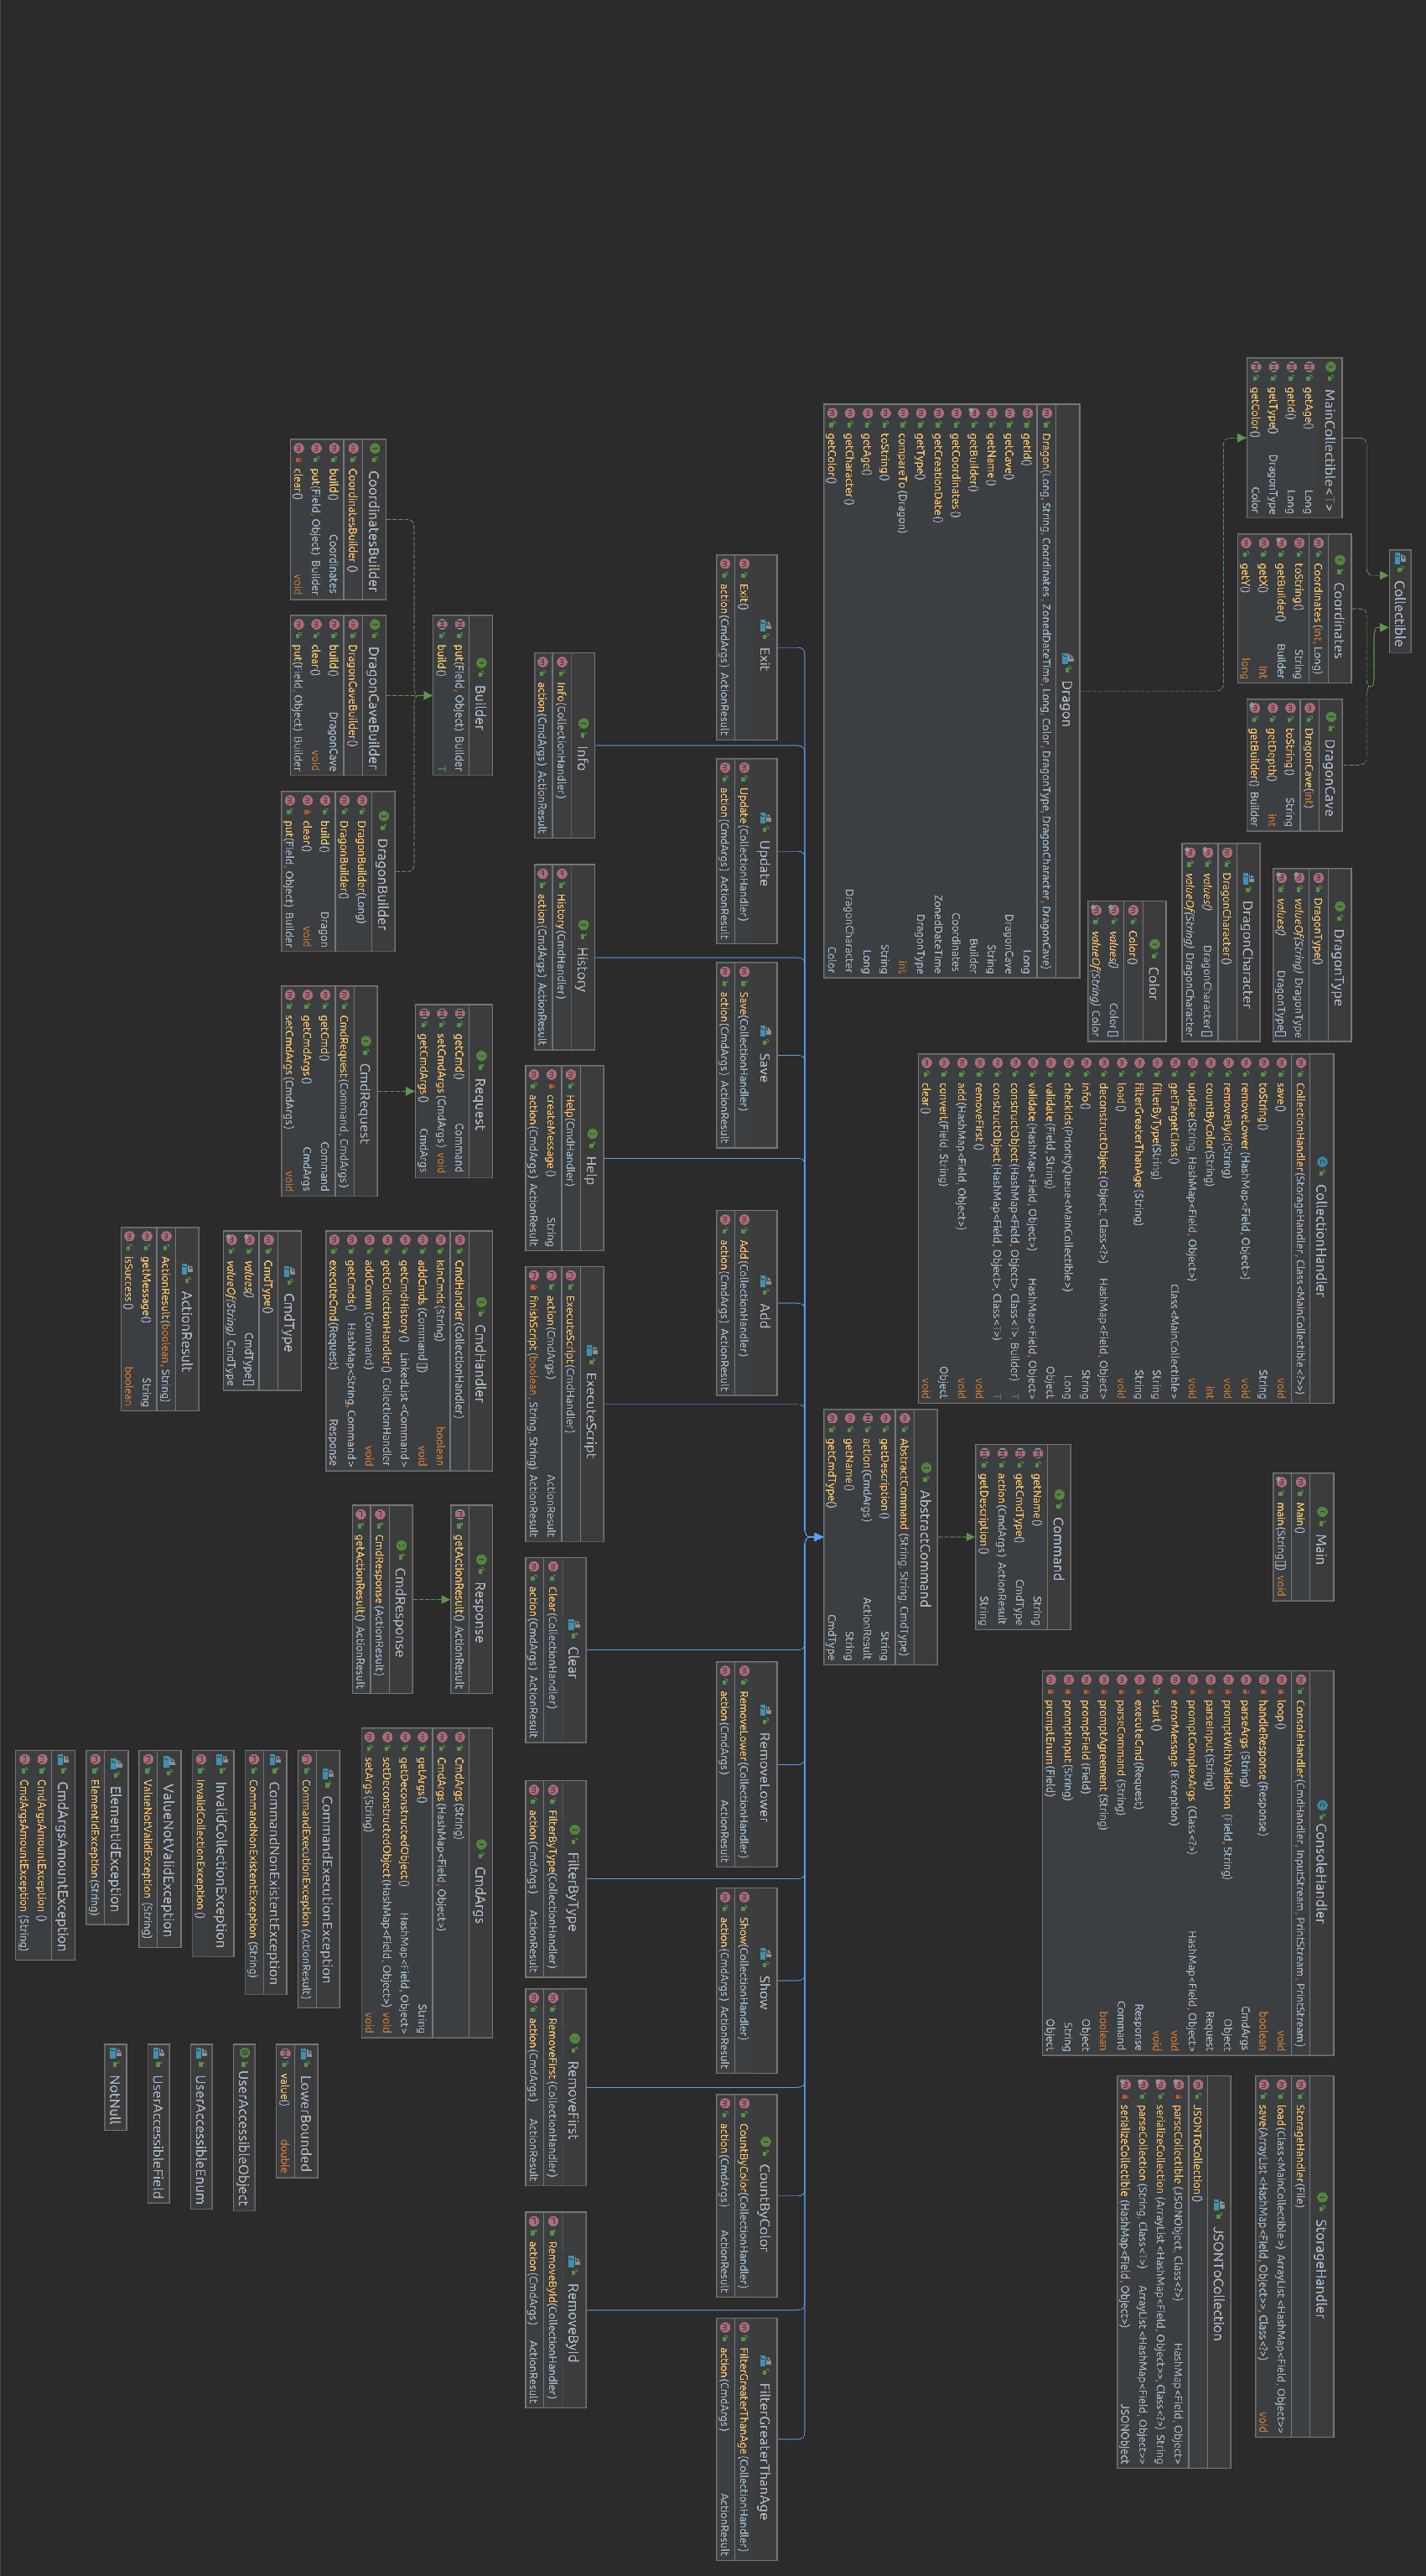 Collectible
MainCollectible<T>
getAge() Long
getId() Long
getType() DragonType
getColor() Color
Coordinates
Coordinates(int, Long)
toString() String
getBuilder() Builder
getX() int
getY() long
DragonCave
DragonCave(int)
toString() String
getDepth() int
getBuilder() Builder
DragonType
DragonType()
valueOf(String) DragonType
values() DragonType[]
DragonCharacter
DragonCharacter()
values() DragonCharacter[]
valueOf(String) DragonCharacter
Color
Color()
values() Color[]
valueOf(String) Color
CollectionHandler
CollectionHandler(StorageHandler, Class<MainCollectible<?>>)
save() void
toString() String
removeLower(HashMap<Field, Object>) void
removeById(String) void
countByColor(String) int
update(String, HashMap<Field, Object>) void
getTargetClass() Class<MainCollectible>
filterByType(String) String
filterGreaterThanAge(String) String
load() void
deconstructObject(Object, Class<?>) HashMap<Field, Object>
info() String
checkIds(PriorityQueue<MainCollectible>) Long
validate(Field, String) Object
validate(HashMap<Field, Object>) HashMap<Field, Object>
constructObject(HashMap<Field, Object>, Class<T>, Builder) T
constructObject(HashMap<Field, Object>, Class<T>) T
removeFirst() void
add(HashMap<Field, Object>) void
convert(Field, String) Object
clear() void
Main
Main()
main(String[]) void
ConsoleHandler
ConsoleHandler(CmdHandler, InputStream, PrintStream, PrintStream)
loop() void
handleResponse(Response) boolean
parseArgs(String) CmdArgs
promptWithValidation(Field, String) Object
parseInput(String) Request
promptComplexArgs(Class<?>) HashMap<Field, Object>
errorMessage(Exception) void
start() void
executeCmd(Request) Response
parseCommand(String) Command
promptAgreement(String) boolean
promptField(Field) Object
promptInput(String) String
promptEnum(Field) Object
StorageHandler
StorageHandler(File)
load(Class<MainCollectible>) ArrayList<HashMap<Field, Object>>
save(ArrayList<HashMap<Field, Object>>, Class<?>) void
JSONToCollection
JSONToCollection()
parseCollectible(JSONObject, Class<?>) HashMap<Field, Object>
serializeCollection(ArrayList<HashMap<Field, Object>>, Class<?>) String
parseCollection(String, Class<T>) ArrayList<HashMap<Field, Object>>
serializeCollectible(HashMap<Field, Object>) JSONObject
Dragon
Dragon(Long, String, Coordinates, ZonedDateTime, Long, Color, DragonType, DragonCharacter, DragonCave)
getId() Long
getCave() DragonCave
getName() String
getBuilder() Builder
getCoordinates() Coordinates
getCreationDate() ZonedDateTime
getType() DragonType
compareTo(Dragon) int
toString() String
getAge() Long
getCharacter() DragonCharacter
getColor() Color
Command
getName() String
getCmdType() CmdType
action(CmdArgs) ActionResult
getDescription() String
AbstractCommand
AbstractCommand(String, String, CmdType)
getDescription() String
action(CmdArgs) ActionResult
getName() String
getCmdType() CmdType
Exit
Exit()
action(CmdArgs) ActionResult
Update
Update(CollectionHandler)
action(CmdArgs) ActionResult
Save
Save(CollectionHandler)
action(CmdArgs) ActionResult
Add
Add(CollectionHandler)
action(CmdArgs) ActionResult
RemoveLower
RemoveLower(CollectionHandler)
action(CmdArgs) ActionResult
Show
Show(CollectionHandler)
action(CmdArgs) ActionResult
CountByColor
CountByColor(CollectionHandler)
action(CmdArgs) ActionResult
FilterGreaterThanAge
FilterGreaterThanAge(CollectionHandler)
action(CmdArgs) ActionResult
Info
Info(CollectionHandler)
action(CmdArgs) ActionResult
History
History(CmdHandler)
action(CmdArgs) ActionResult
Help
Help(CmdHandler)
createMessage() String
action(CmdArgs) ActionResult
ExecuteScript
ExecuteScript(CmdHandler)
action(CmdArgs) ActionResult
finishScript(boolean, String, String) ActionResult
Clear
Clear(CollectionHandler)
action(CmdArgs) ActionResult
FilterByType
FilterByType(CollectionHandler)
action(CmdArgs) ActionResult
RemoveFirst
RemoveFirst(CollectionHandler)
action(CmdArgs) ActionResult
RemoveById
RemoveById(CollectionHandler)
action(CmdArgs) ActionResult
Builder
put(Field, Object) Builder
build() T
CoordinatesBuilder
CoordinatesBuilder()
build() Coordinates
put(Field, Object) Builder
clear() void
DragonCaveBuilder
DragonCaveBuilder()
build() DragonCave
clear() void
put(Field, Object) Builder
DragonBuilder
DragonBuilder(Long)
DragonBuilder()
build() Dragon
clear() void
put(Field, Object) Builder
Request
getCmd() Command
setCmdArgs(CmdArgs) void
getCmdArgs() CmdArgs
CmdRequest
CmdRequest(Command, CmdArgs)
getCmd() Command
getCmdArgs() CmdArgs
setCmdArgs(CmdArgs) void
CmdHandler
CmdHandler(CollectionHandler)
isInCmds(String) boolean
addCmds(Command[]) void
getCmdHistory() LinkedList<Command>
getCollectionHandler() CollectionHandler
addComm(Command) void
getCmds() HashMap<String, Command>
executeCmd(Request) Response
CmdType
CmdType()
values() CmdType[]
valueOf(String) CmdType
ActionResult
ActionResult(boolean, String)
getMessage() String
isSuccess() boolean
Response
getActionResult() ActionResult
CmdResponse
CmdResponse(ActionResult)
getActionResult() ActionResult
CmdArgs
CmdArgs(String)
CmdArgs(HashMap<Field, Object>)
getArgs() String
getDeconstructedObject() HashMap<Field, Object>
setDeconstructedObject(HashMap<Field, Object>) void
setArgs(String) void
CommandExecutionException
CommandExecutionException(ActionResult)
CommandNonExistentException
CommandNonExistentException(String)
InvalidCollectionException
InvalidCollectionException()
ValueNotValidException
ValueNotValidException(String)
ElementIdException
ElementIdException(String)
CmdArgsAmountException
CmdArgsAmountException()
CmdArgsAmountException(String)
LowerBounded
value() double
UserAccessibleObject
UserAccessibleEnum
UserAccessibleField
NotNull